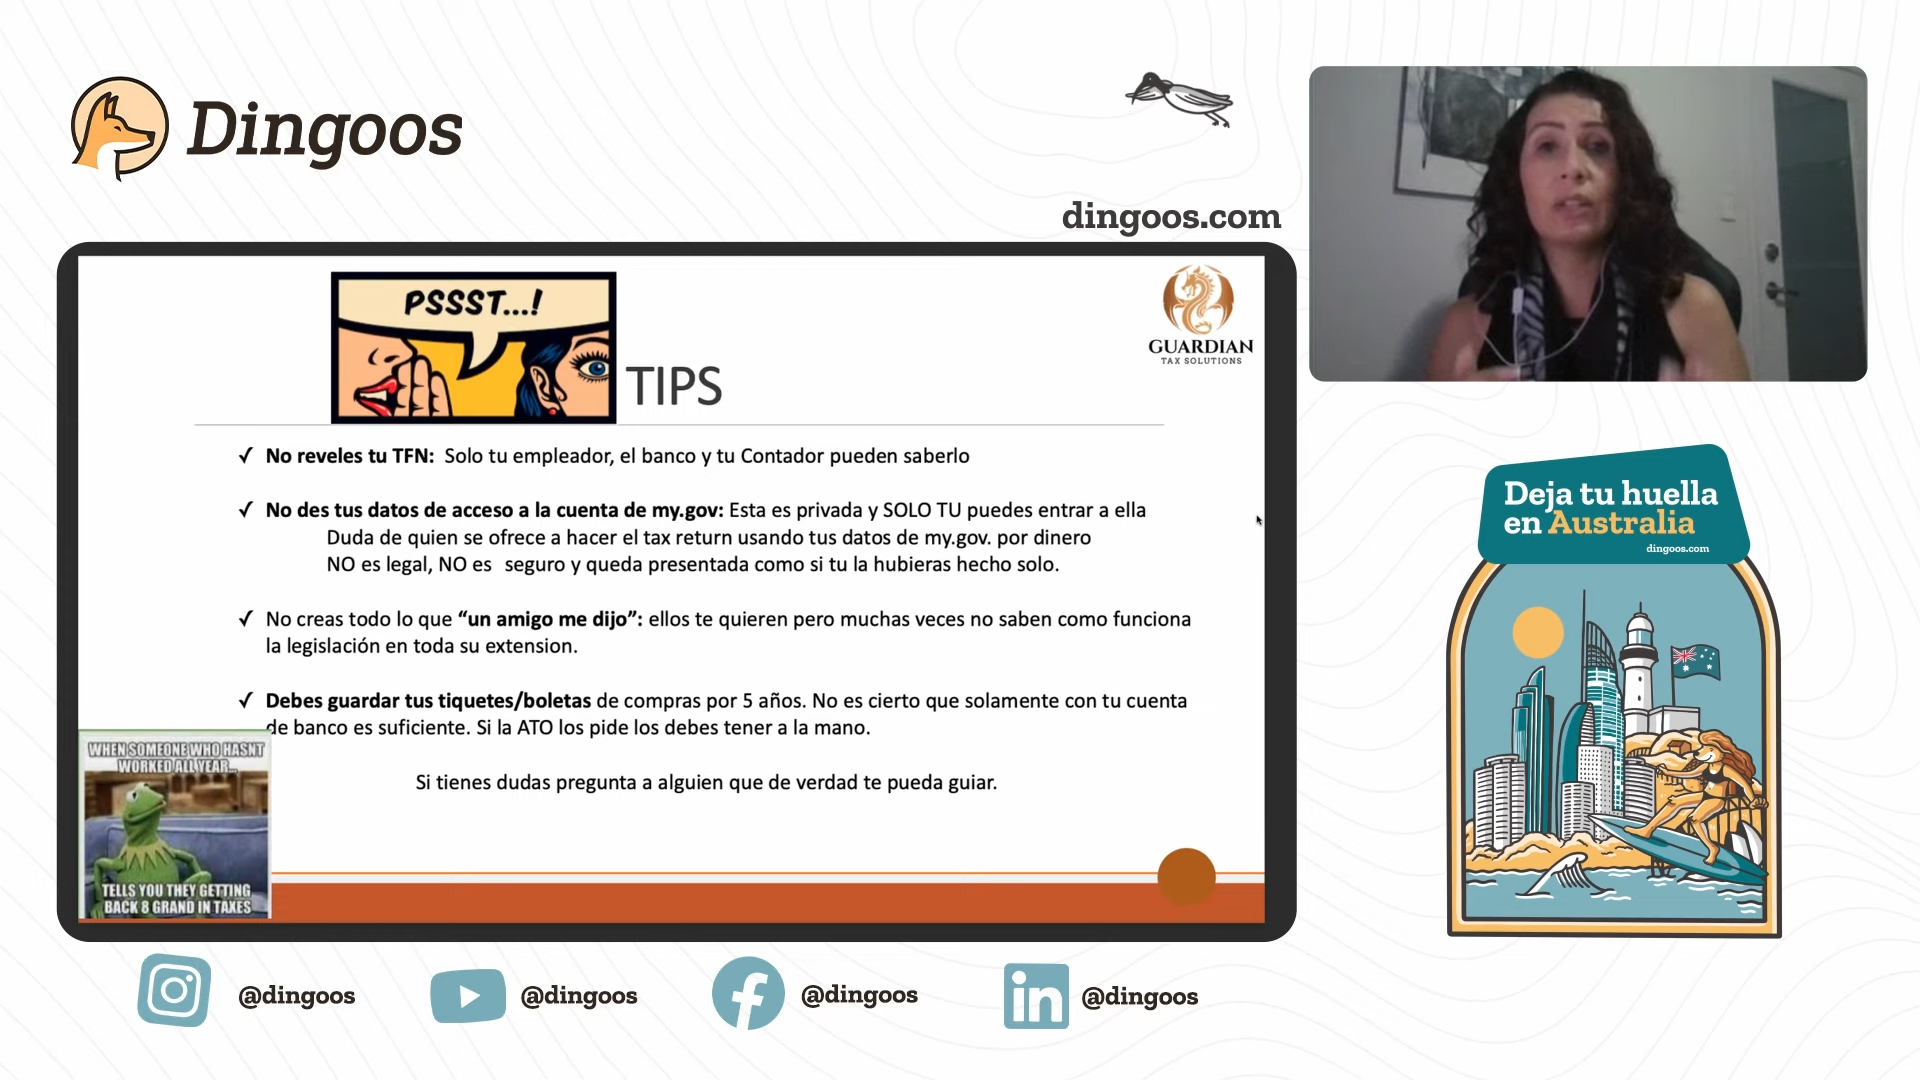 Dingoos
dingoos.com
PSSST...!
TIPS
GUARDIAN
TAX SOLUTIONS
✓ No reveles tu TFN: Solo tu empleador, el banco y tu Contador pueden saberlo
✓ No des tus datos de acceso a la cuenta de my.gov: Esta es privada y SOLO TU puedes entrar a ella
Duda de quien se ofrece a hacer el tax return usando tus datos de my.gov. por dinero
NO es legal, NO es seguro y queda presentada como si tu la hubieras hecho solo.
✓ No creas todo lo que “un amigo me dijo”: ellos te quieren pero muchas veces no saben como funciona
la legislación en toda su extension.
✓ Debes guardar tus tiquetes/boletas de compras por 5 años. No es cierto que solamente con tu cuenta
de banco es suficiente. Si la ATO los pide los debes tener a la mano.
Si tienes dudas pregunta a alguien que de verdad te pueda guiar.
WHEN SOMEONE WHO HASNT
WORKED ALL YEAR...
TELLS YOU THEY GETTING
BACK 8 GRAND IN TAXES
Deja tu huella
en Australia
dingoos.com
@dingoos
@dingoos
@dingoos
in @dingoos